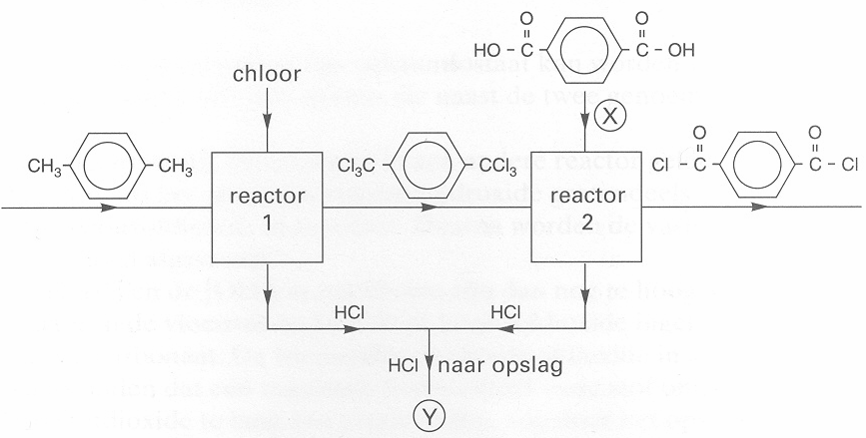 O O
HO – C C – OH
chloor
X
CH₃ CH₃
reactor
1
Cl₃C CCl₃
reactor
2
O O
Cl – C C – Cl
HCl HCl
HCl naar opslag
Y